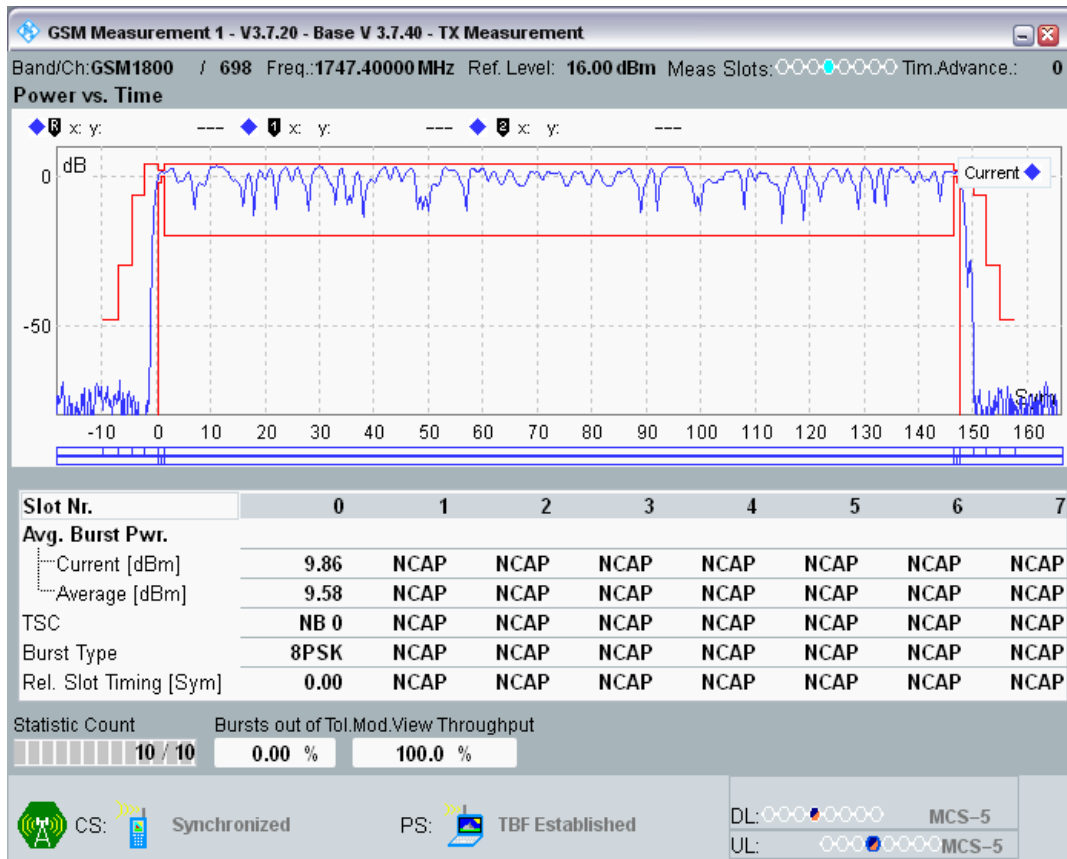 GSM Measurement 1 - V3.7.20 - Base V 3.7.40 - TX Measurement
Band/Ch:GSM1800 / 698 Freq.:1747.40000 MHz Ref. Level: 16.00 dBm Meas Slots: Tim.Advance.: 0
Power vs. Time
R x: y: --- 1 x: y: --- 2 x: y: ---
dB
Current
0
-50
Sym
-10 0 10 20 30 40 50 60 70 80 90 100 110 120 130 140 150 160
Slot Nr. 0 1 2 3 4 5 6 7
Avg. Burst Pwr.
Current [dBm] 9.86 NCAP NCAP NCAP NCAP NCAP NCAP NCAP
Average [dBm] 9.58 NCAP NCAP NCAP NCAP NCAP NCAP NCAP
TSC NB 0 NCAP NCAP NCAP NCAP NCAP NCAP NCAP
Burst Type 8PSK NCAP NCAP NCAP NCAP NCAP NCAP NCAP
Rel. Slot Timing [Sym] 0.00 NCAP NCAP NCAP NCAP NCAP NCAP NCAP
Statistic Count Bursts out of Tol.Mod.View Throughput
10 / 10 0.00 % 100.0 %
CS: Synchronized PS: TBF Established
DL: MCS-5
UL: MCS-5